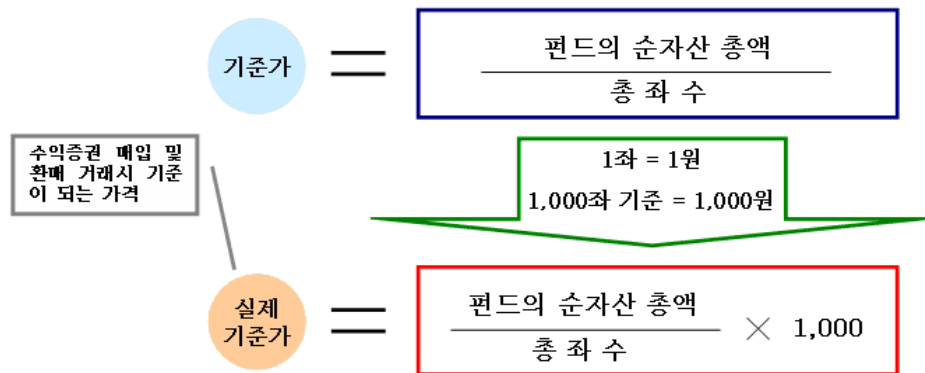 기준가 = 펀드의 순자산 총액
총 좌 수
수익증권 매입 및
환매 거래시 기준
이 되는 가격
1좌 = 1원
1,000좌 기준 = 1,000원
실제
기준가 = 펀드의 순자산 총액
총 좌 수 × 1,000